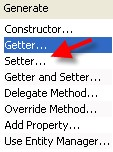 Generate
Constructor...
Getter...
Setter...
Getter and Setter...
Delegate Method...
Override Method...
Add Property...
Use Entity Manager...